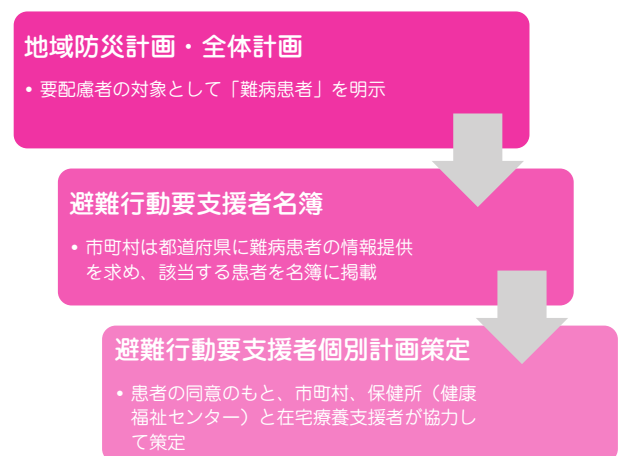 地域防災計画・全体計画
• 要配慮者の対象として「難病患者」を明示
避難行動要支援者名簿
• 市町村は都道府県に難病患者の情報提供
を求め、該当する患者を名簿に掲載
避難行動要支援者個別計画策定
• 患者の同意のもと、市町村、保健所（健康
福祉センター）と在宅療養支援者が協力し
て策定